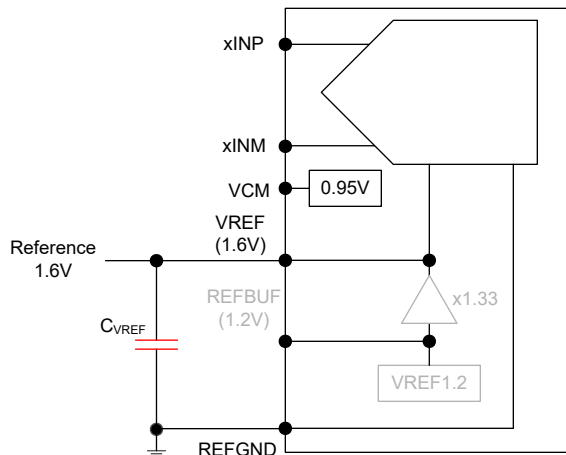 xINP
xINM
VCM
0.95V
VREF
(1.6V)
Reference
1.6V
REFBUF
(1.2V)
x1.33
CVREF
VREF1.2
REFGND